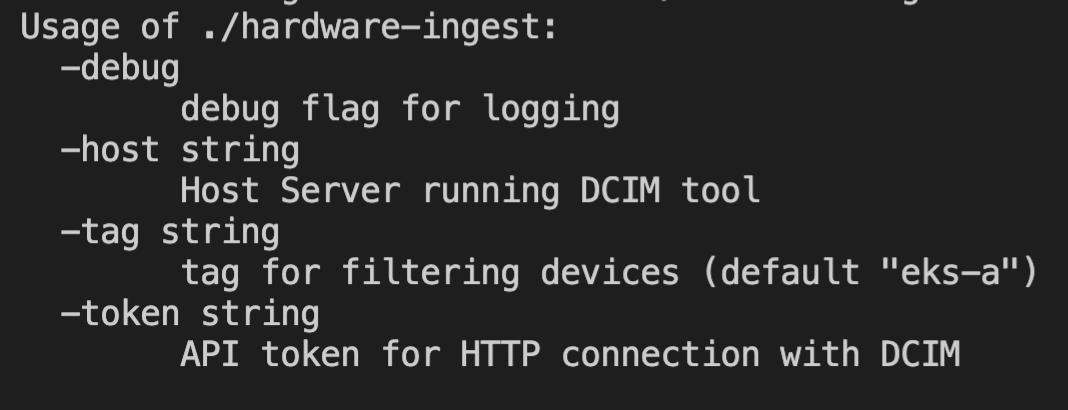 Usage of ./hardware-ingest:
-debug
debug flag for logging
-host string
Host Server running DCIM tool
-tag string
tag for filtering devices (default "eks-a")
-token string
API token for HTTP connection with DCIM